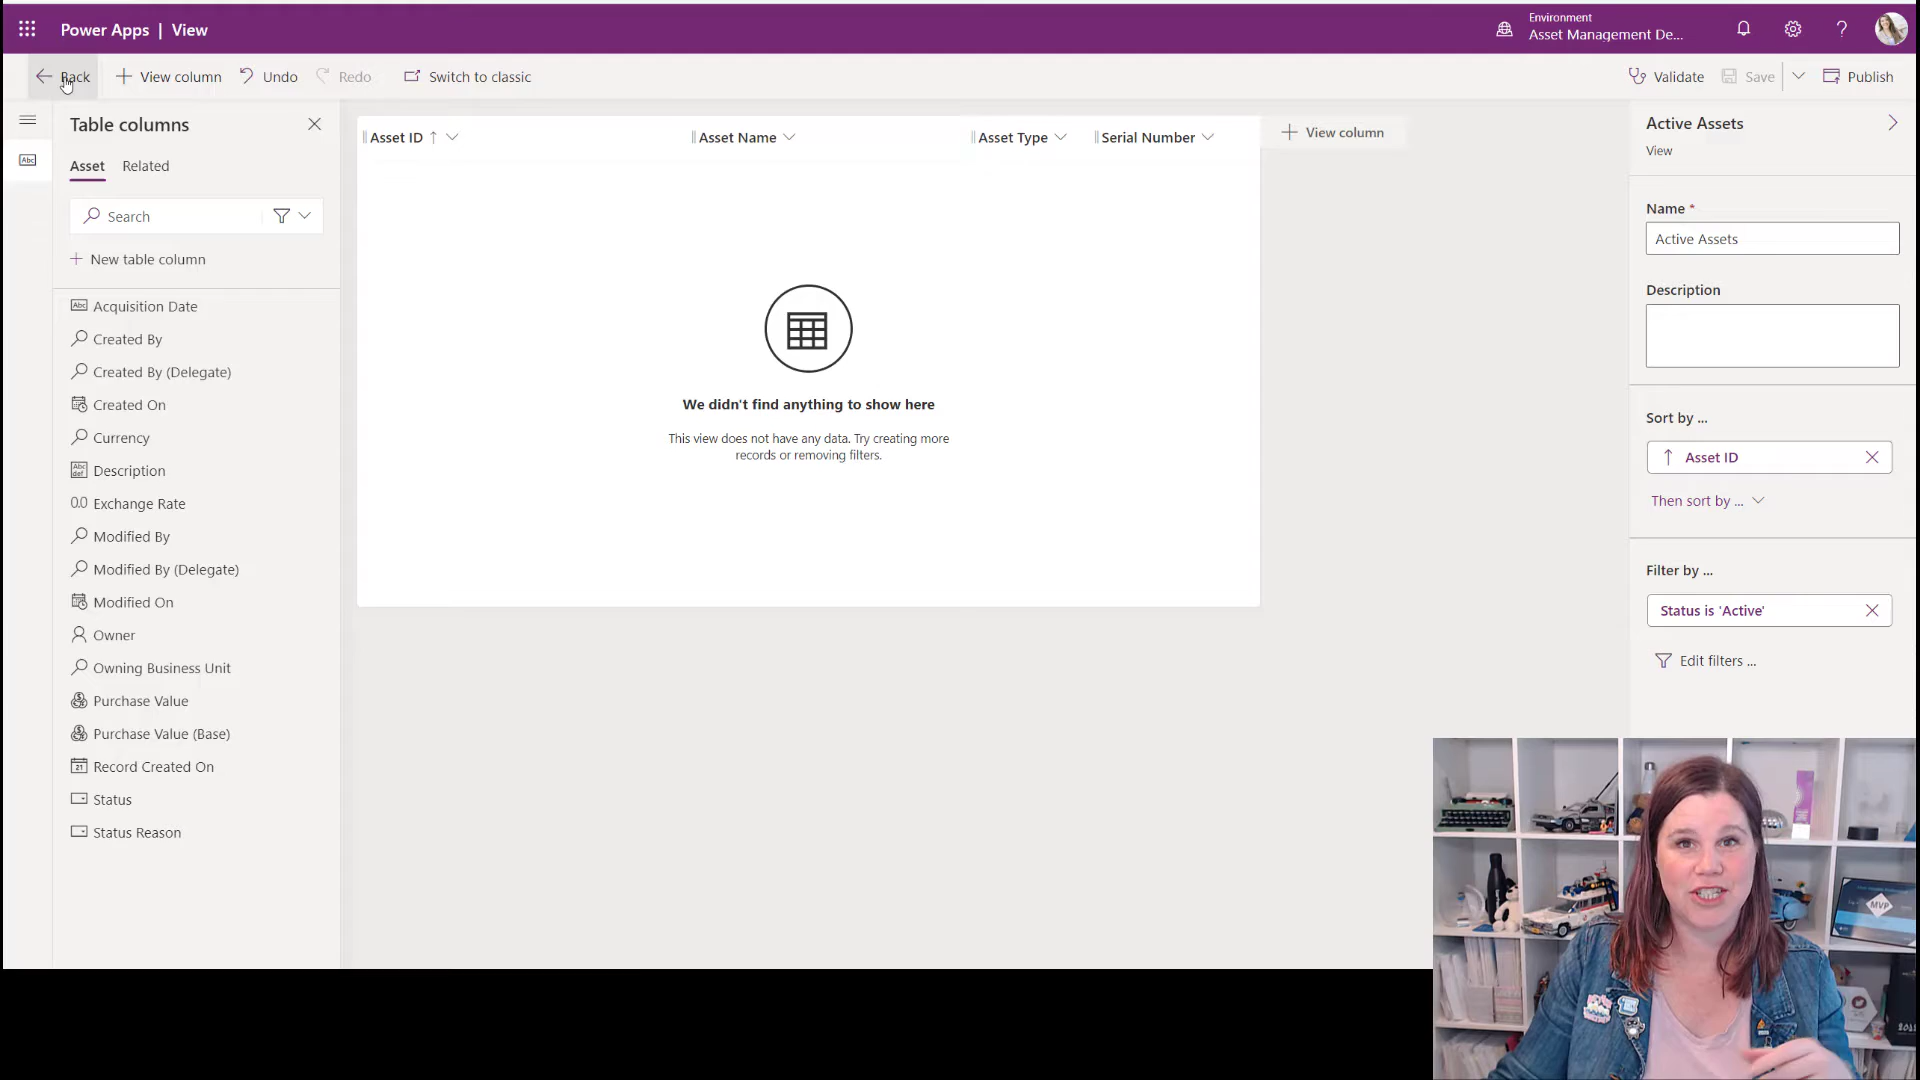 Power Apps | View
Environment
Asset Management De...
Back
View column
Undo
Redo
Switch to classic
Validate
Save
Publish
Table columns
Asset
Related
Search
New table column
Acquisition Date
Created By
Created By (Delegate)
Created On
Currency
Description
Exchange Rate
Modified By
Modified By (Delegate)
Modified On
Owner
Owning Business Unit
Purchase Value
Purchase Value (Base)
Record Created On
Status
Status Reason
Asset ID
Asset Name
Asset Type
Serial Number
View column
We didn't find anything to show here
This view does not have any data. Try creating more
records or removing filters.
Active Assets
View
Name *
Active Assets
Description
Sort by ...
Asset ID
Then sort by ...
Filter by ...
Status is 'Active'
Edit filters ...
MVP